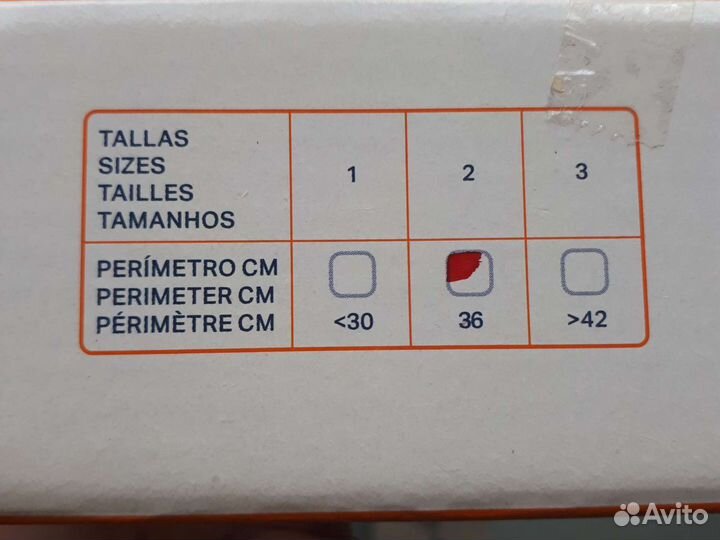 TALLAS
SIZES
TAILLES
TAMANHOS
1
2
3
PERÍMETRO CM
PERIMETER CM
PÉRIMÈTRE CM
<30
36
>42
Avito